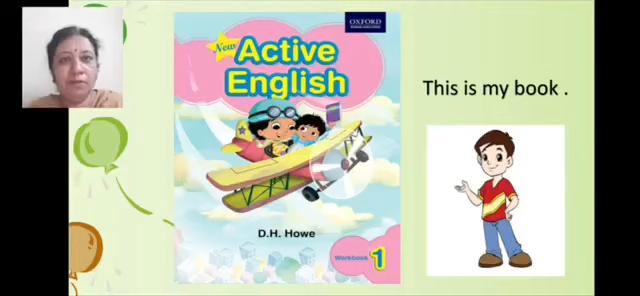 OXFORD
New
Active
English
This is my book .
D.H. Howe
Workbook 1